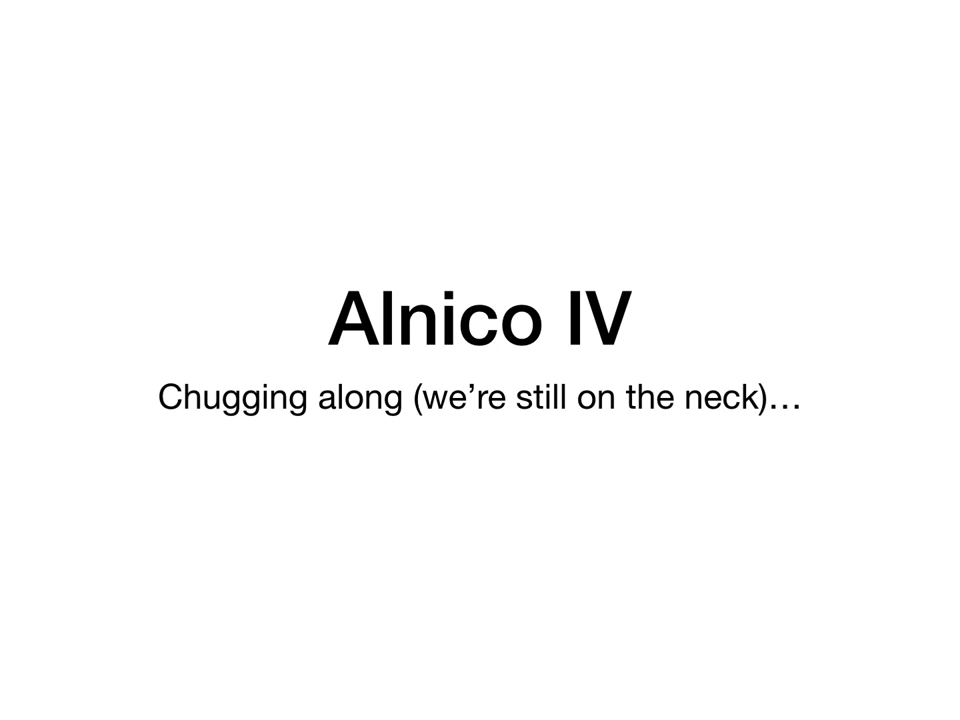 Alnico IV
Chugging along (we’re still on the neck)…